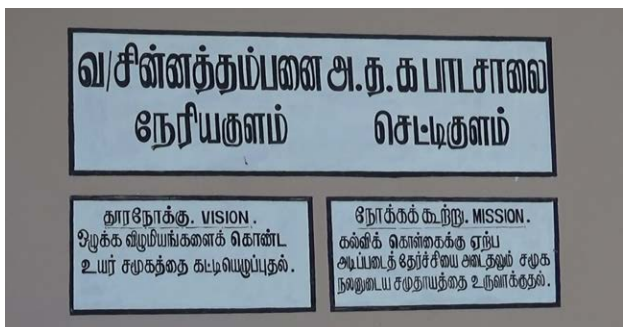 வ/சின்னத்தம்பனை அ.த.க பாடசாலை
நேரியகுளம் செட்டிகுளம்
தூரநோக்கு. VISION.
ஒழுக்க விழுமியங்களைக் கொண்ட
உயர் சமூகத்தை கட்டியெழுப்புதல்.
நோக்கக் கூற்று. MISSION.
கல்விக் கொள்கைக்கு ஏற்ப
அடிப்படைத் தேர்ச்சியை அடைதலும் சமூக
நலனுடைய சமுதாயத்தை உருவாக்குதல்.